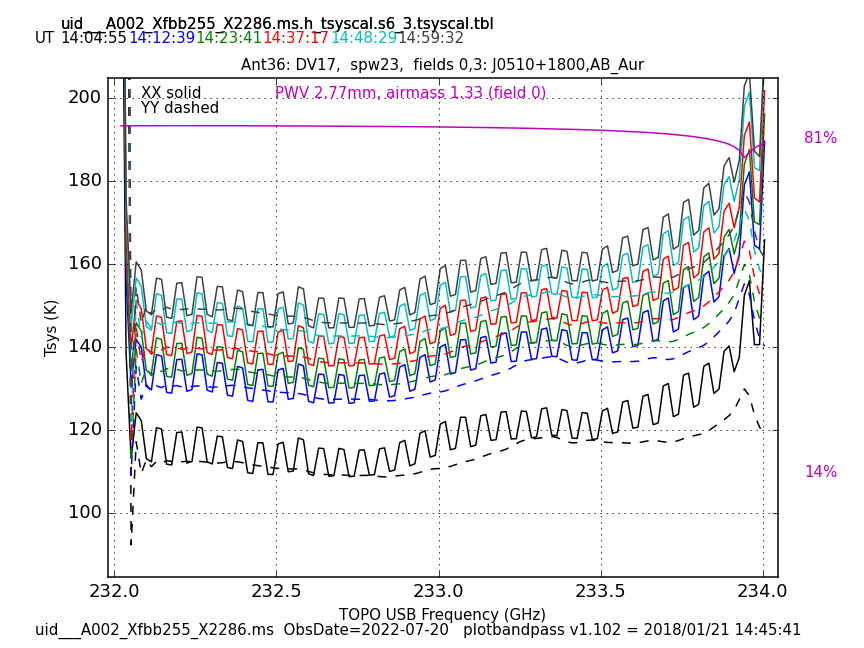 uid___A002_Xfbb255_X2286.ms.h_tsyscal.s6_3.tsyscal.tbl
UT 14:04:55 14:12:39 14:23:41 14:37:17 14:48:29 14:59:32
Ant36: DV17,  spw23,  fields 0,3: J0510+1800,AB_Aur
XX solid
PWV 2.77mm, airmass 1.33 (field 0)
YY dashed
200
180
160
140
120
100
81%
14%
Tsys (K)
232.0 232.5 233.0 233.5 234.0
TOPO USB Frequency (GHz)
uid___A002_Xfbb255_X2286.ms  ObsDate=2022-07-20   plotbandpass v1.102 = 2018/01/21 14:45:41